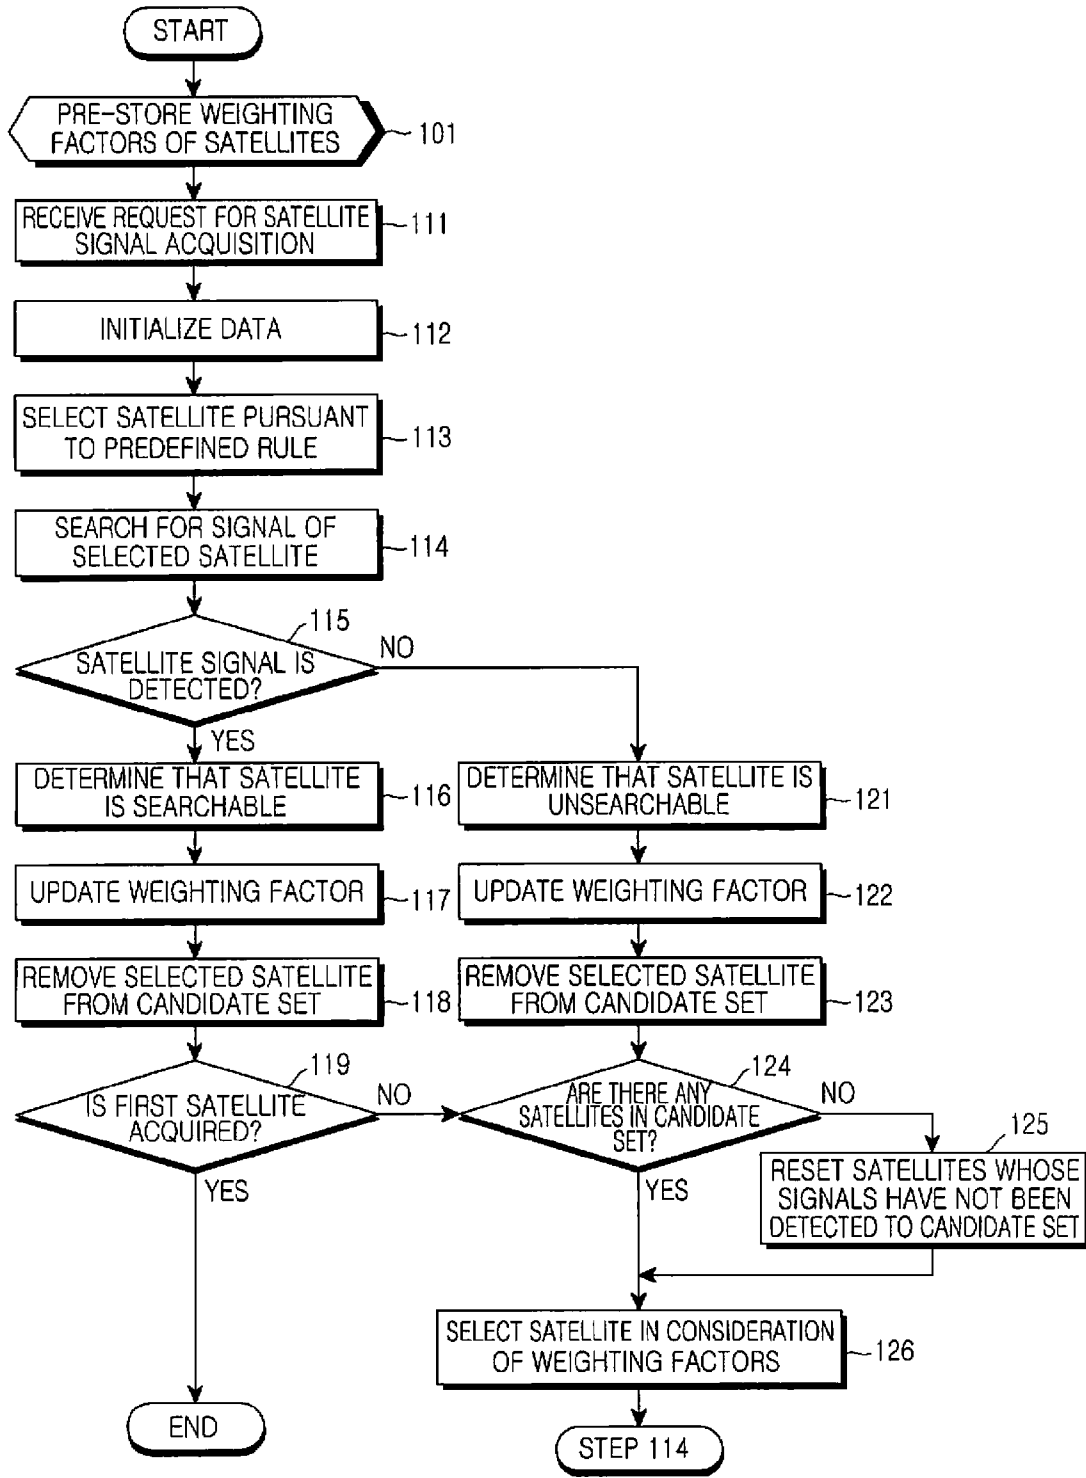 START
PRE-STORE WEIGHTING
FACTORS OF SATELLITES
101
RECEIVE REQUEST FOR SATELLITE
SIGNAL ACQUISITION
111
INITIALIZE DATA
112
SELECT SATELLITE PURSUANT
TO PREDEFINED RULE
113
SEARCH FOR SIGNAL OF
SELECTED SATELLITE
114
115
SATELLITE SIGNAL IS
DETECTED?
NO
YES
DETERMINE THAT SATELLITE
IS SEARCHABLE
116
DETERMINE THAT SATELLITE IS
UNSEARCHABLE
121
UPDATE WEIGHTING FACTOR
117
UPDATE WEIGHTING FACTOR
122
REMOVE SELECTED SATELLITE
FROM CANDIDATE SET
118
REMOVE SELECTED SATELLITE
FROM CANDIDATE SET
123
119
IS FIRST SATELLITE
ACQUIRED?
NO
YES
124
ARE THERE ANY
SATELLITES IN CANDIDATE
SET?
NO
YES
125
RESET SATELLITES WHOSE
SIGNALS HAVE NOT BEEN
DETECTED TO CANDIDATE SET
SELECT SATELLITE IN CONSIDERATION
OF WEIGHTING FACTORS
126
END
STEP 114